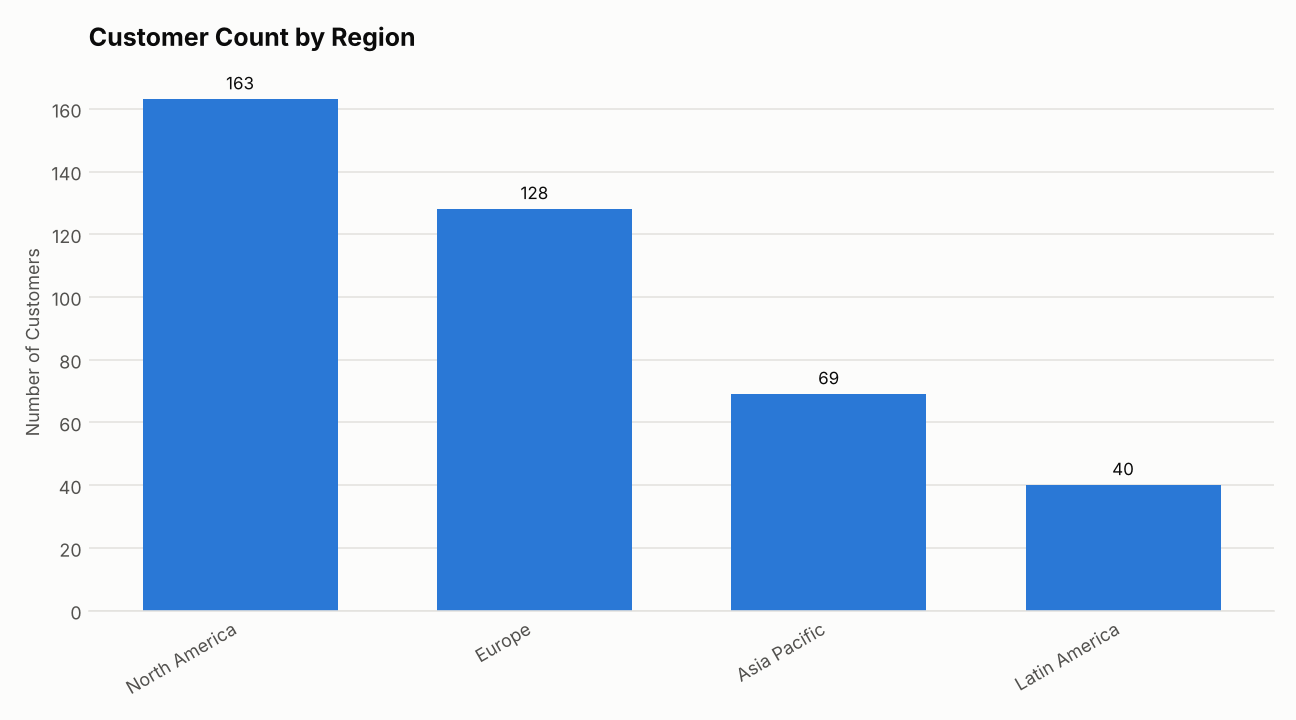 Customer Count by Region
Number of Customers
160
140
120
100
80
60
40
20
0
163
128
69
40
North America
Europe
Asia Pacific
Latin America